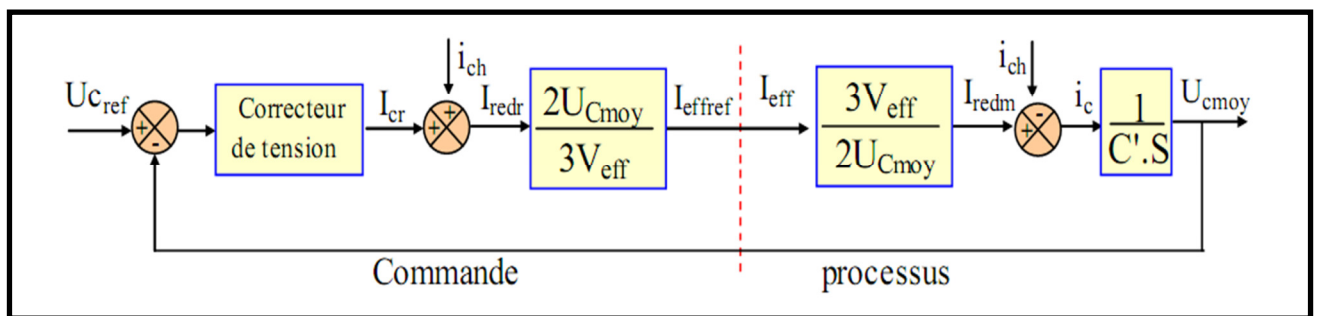 Uc_ref
+
-
Correcteur
de tension
I_cr
i_ch
+
+
I_redr
2U_Cmoy
3V_eff
I_effref
I_eff
3V_eff
2U_Cmoy
I_redm
i_ch
-
+
i_c
1
C'.S
U_cmoy
Commande
processus